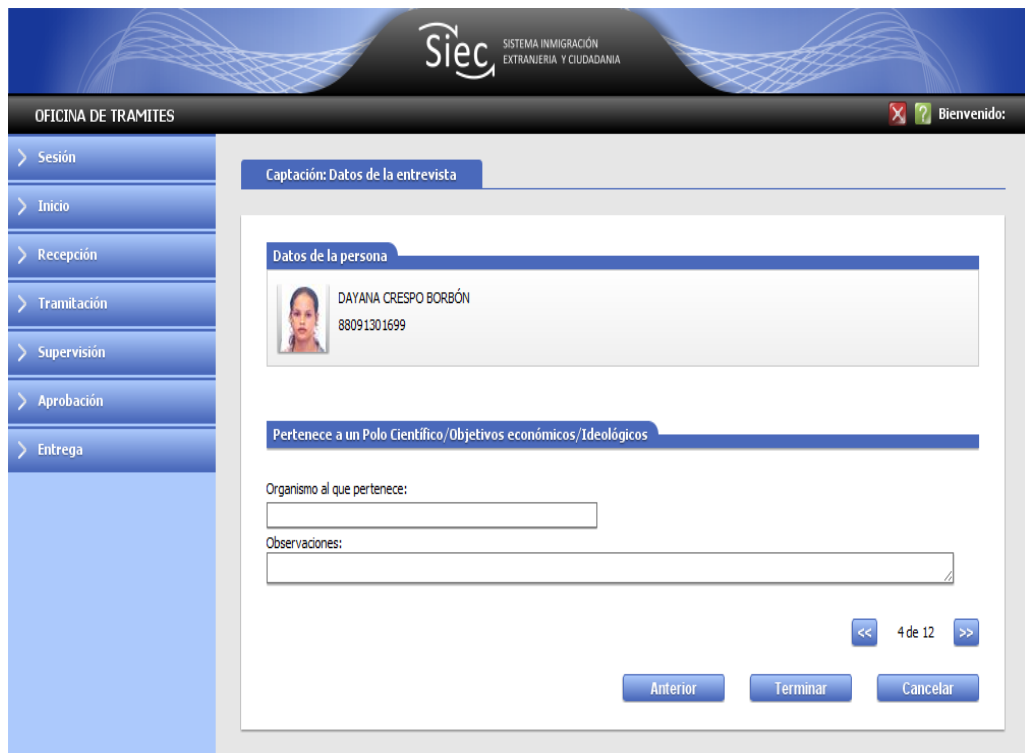 Siec SISTEMA INMIGRACIÓN
EXTRANJERIA Y CIUDADANIA
OFICINA DE TRAMITES
Bienvenido:
Sesión
Inicio
Recepción
Tramitación
Supervisión
Aprobación
Entrega
Captación: Datos de la entrevista
Datos de la persona
DAYANA CRESPO BORBÓN
88091301699
Pertenece a un Polo Científico/Objetivos económicos/Ideológicos
Organismo al que pertenece:
Observaciones:
<< 4 de 12 >>
Anterior Terminar Cancelar